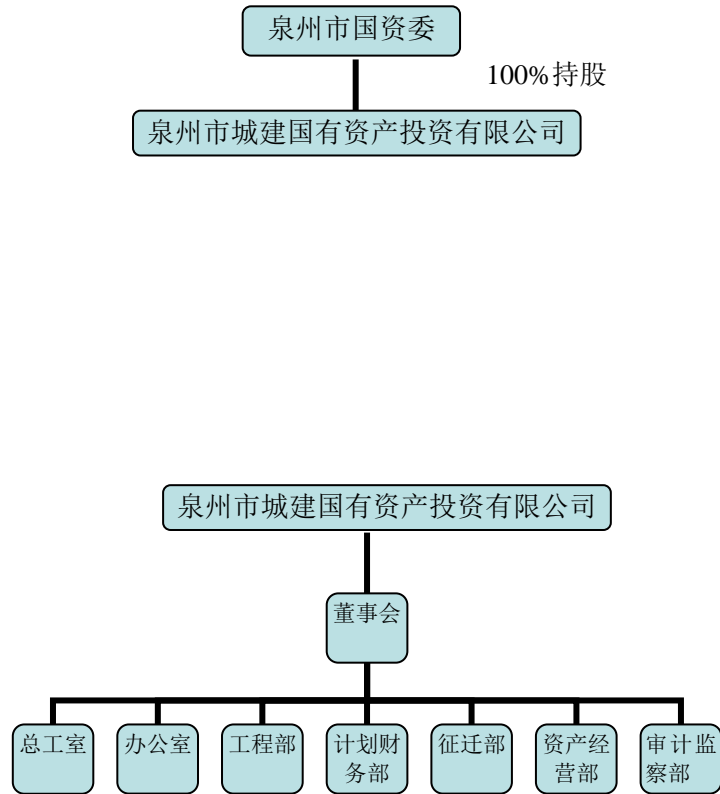 泉州市国资委
100%持股
泉州市城建国有资产投资有限公司
泉州市城建国有资产投资有限公司
董事会
总工室
办公室
工程部
计划财
务部
征迁部
资产经
营部
审计监
察部